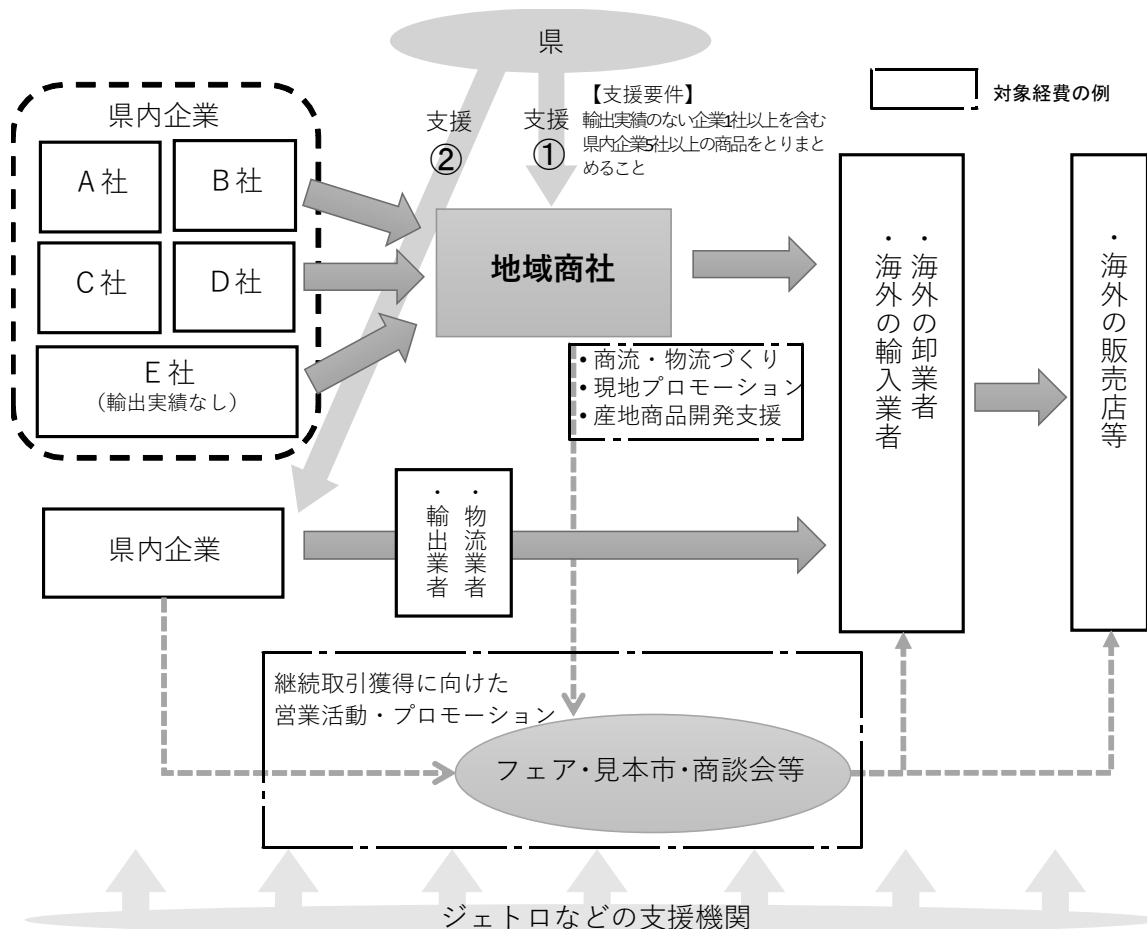 県
県内企業
A社
B社
C社
D社
E社
（輸出実績なし）
支援
②
支援
①
【支援要件】
輸出実績のない企業1社以上を含む
県内企業5社以上の商品をとりまと
めること
対象経費の例
地域商社
・商流・物流づくり
・現地プロモーション
・産地商品開発支援
・海外の卸業者
・海外の輸入業者
・海外の販売店等
県内企業
・物流業者
・輸出業者
継続取引獲得に向けた
営業活動・プロモーション
フェア・見本市・商談会等
ジェトロなどの支援機関